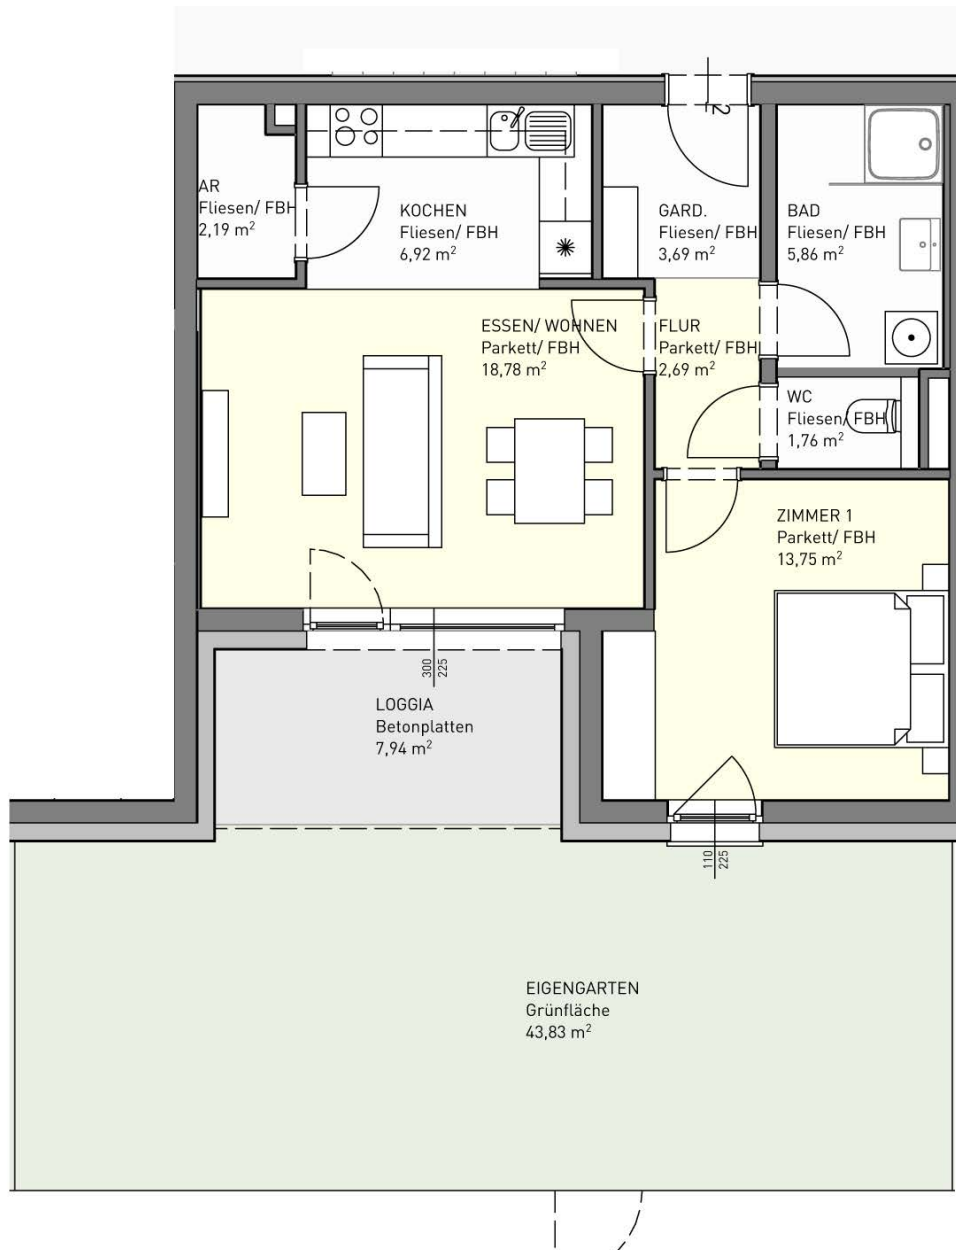 2
AR
Fliesen/ FBH
2,19 m²
KOCHEN
Fliesen/ FBH
6,92 m²
GARD.
Fliesen/ FBH
3,69 m²
BAD
Fliesen/ FBH
5,86 m²
ESSEN/ WOHNEN
Parkett/ FBH
18,78 m²
FLUR
Parkett/ FBH
2,69 m²
WC
Fliesen/ FBH
1,76 m²
ZIMMER 1
Parkett/ FBH
13,75 m²
300
225
LOGGIA
Betonplatten
7,94 m²
110
225
EIGENGARTEN
Grünfläche
43,83 m²